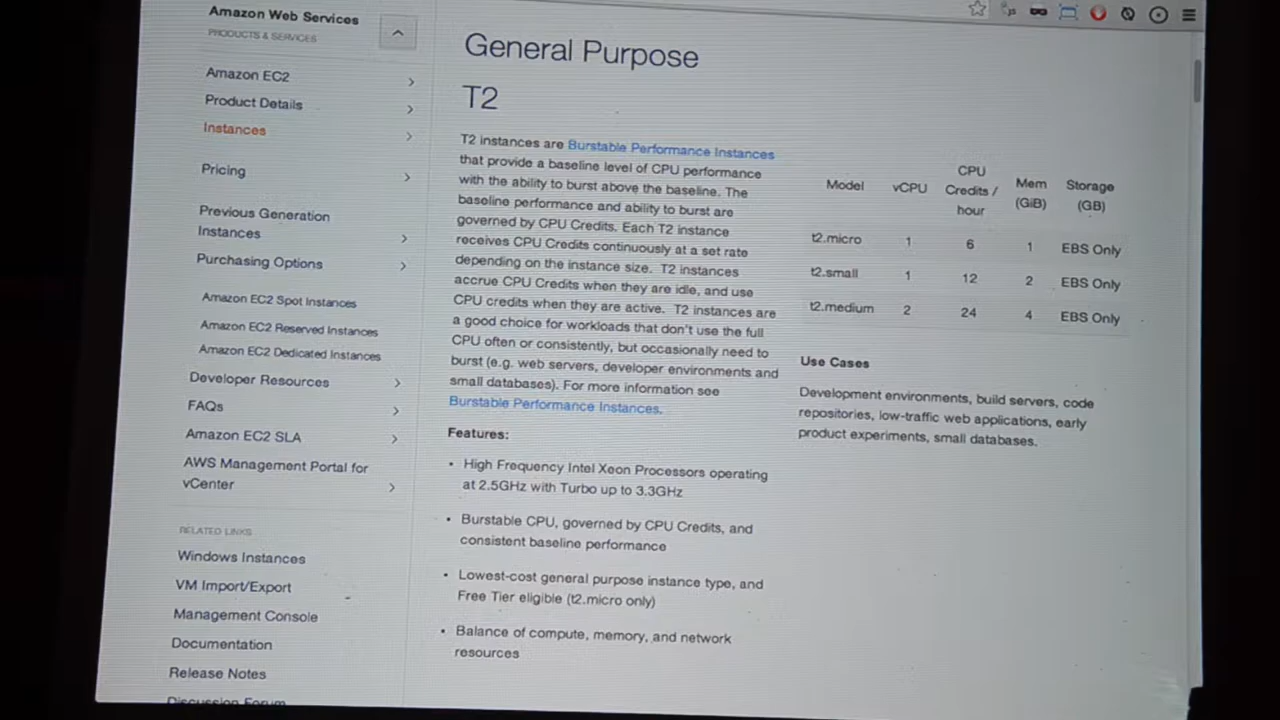 Amazon Web Services
PRODUCTS & SERVICES
Amazon EC2
Product Details
Instances
Pricing
Previous Generation
Instances
Purchasing Options
Amazon EC2 Spot Instances
Amazon EC2 Reserved Instances
Amazon EC2 Dedicated Instances
Developer Resources
FAQs
Amazon EC2 SLA
AWS Management Portal for
vCenter
RELATED LINKS
Windows Instances
VM Import/Export
Management Console
Documentation
Release Notes
Discussion Forum
General Purpose
T2
T2 instances are Burstable Performance Instances
that provide a baseline level of CPU performance
with the ability to burst above the baseline. The
baseline performance and ability to burst are
governed by CPU Credits. Each T2 instance
receives CPU Credits continuously at a set rate
depending on the instance size. T2 instances
accrue CPU Credits when they are idle, and use
CPU credits when they are active. T2 instances are
a good choice for workloads that don't use the full
CPU often or consistently, but occasionally need to
burst (e.g. web servers, developer environments and
small databases). For more information see
Burstable Performance Instances.
Features:
• High Frequency Intel Xeon Processors operating
at 2.5GHz with Turbo up to 3.3GHz
• Burstable CPU, governed by CPU Credits, and
consistent baseline performance
• Lowest-cost general purpose instance type, and
Free Tier eligible (t2.micro only)
• Balance of compute, memory, and network
resources
Model vCPU CPU Credits / hour Mem (GiB) Storage (GB)
t2.micro 1 6 1 EBS Only
t2.small 1 12 2 EBS Only
t2.medium 2 24 4 EBS Only
Use Cases
Development environments, build servers, code
repositories, low-traffic web applications, early
product experiments, small databases.